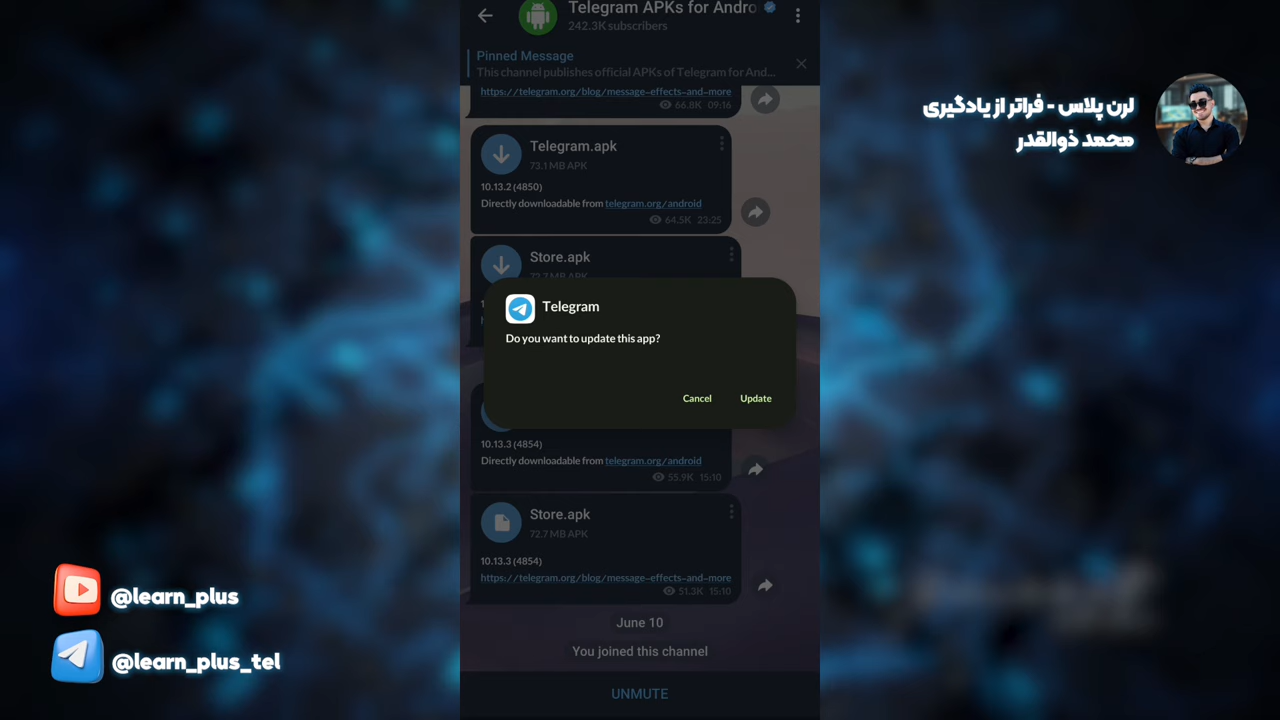 Telegram APKs for Andro
242.3K subscribers
Pinned Message
This channel publishes official APKs of Telegram for And...
https://telegram.org/blog/message-effects-and-more
66.8K 09:16
Telegram.apk
73.1 MB APK
10.13.2 (4850)
Directly downloadable from telegram.org/android
64.5K 23:25
Store.apk
72.7 MB APK
Telegram
Do you want to update this app?
Cancel Update
10.13.3 (4854)
Directly downloadable from telegram.org/android
55.9K 15:10
Store.apk
72.7 MB APK
10.13.3 (4854)
https://telegram.org/blog/message-effects-and-more
51.3K 15:10
June 10
You joined this channel
UNMUTE
لرن پلاس - فراتر از یادگیری
محمد ذوالقدر
@learn_plus
@learn_plus_tel